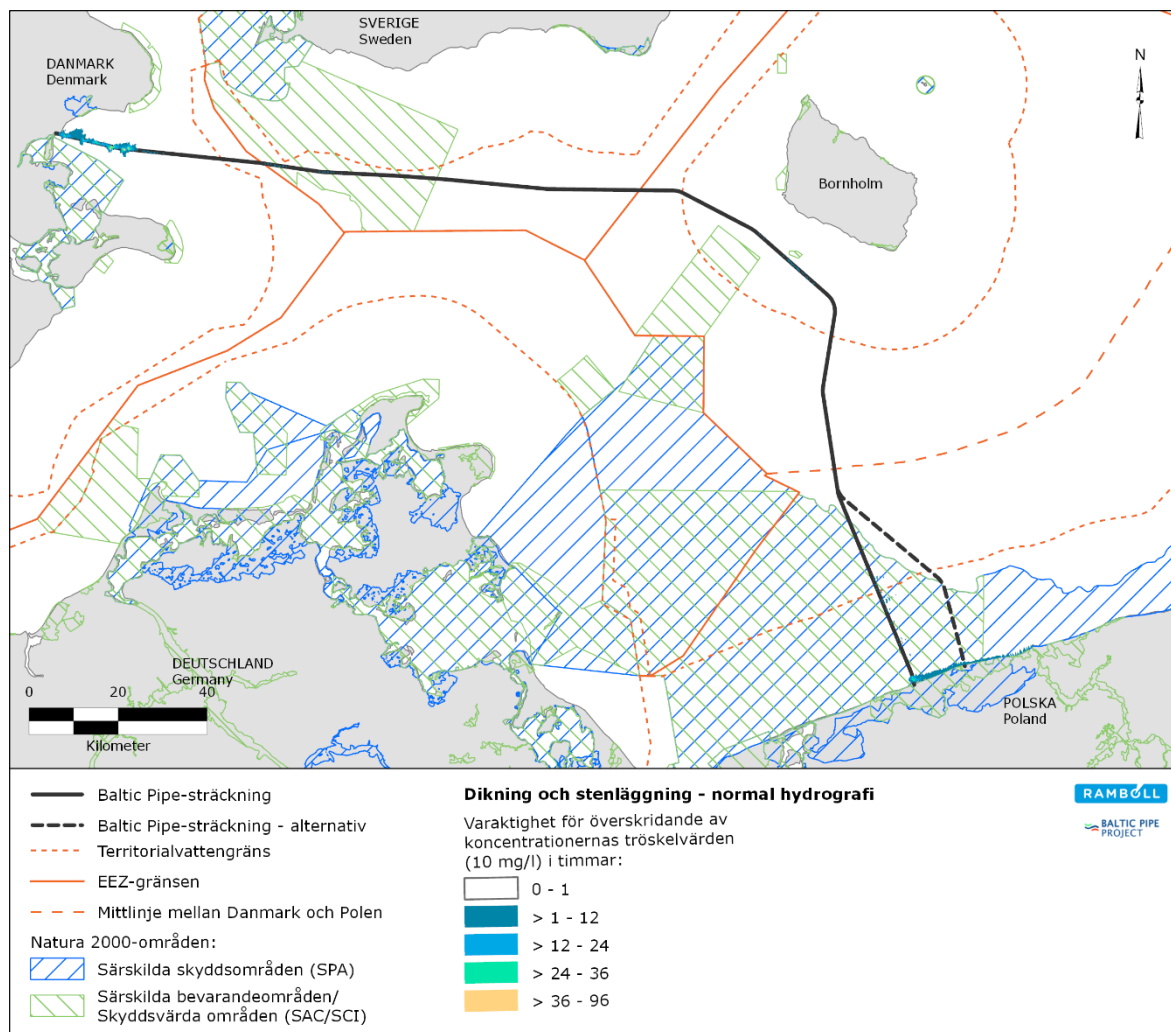 SVERIGE
Sweden
DANMARK
Denmark
N
Bornholm
DEUTSCHLAND
Germany
0 20 40
Kilometer
POLSKA
Poland
Baltic Pipe-sträckning
Baltic Pipe-sträckning - alternativ
Territorialvattengräns
EEZ-gränsen
Mittlinje mellan Danmark och Polen
Natura 2000-områden:
Särskilda skyddsområden (SPA)
Särskilda bevarandeområden/
Skyddsvärda områden (SAC/SCI)
Dikning och stenläggning - normal hydrografi
Varaktighet för överskridande av
koncentrationernas tröskelvärden
(10 mg/l) i timmar:
0 - 1
> 1 - 12
> 12 - 24
> 24 - 36
> 36 - 96
RAMBOLL
BALTIC PIPE
PROJECT